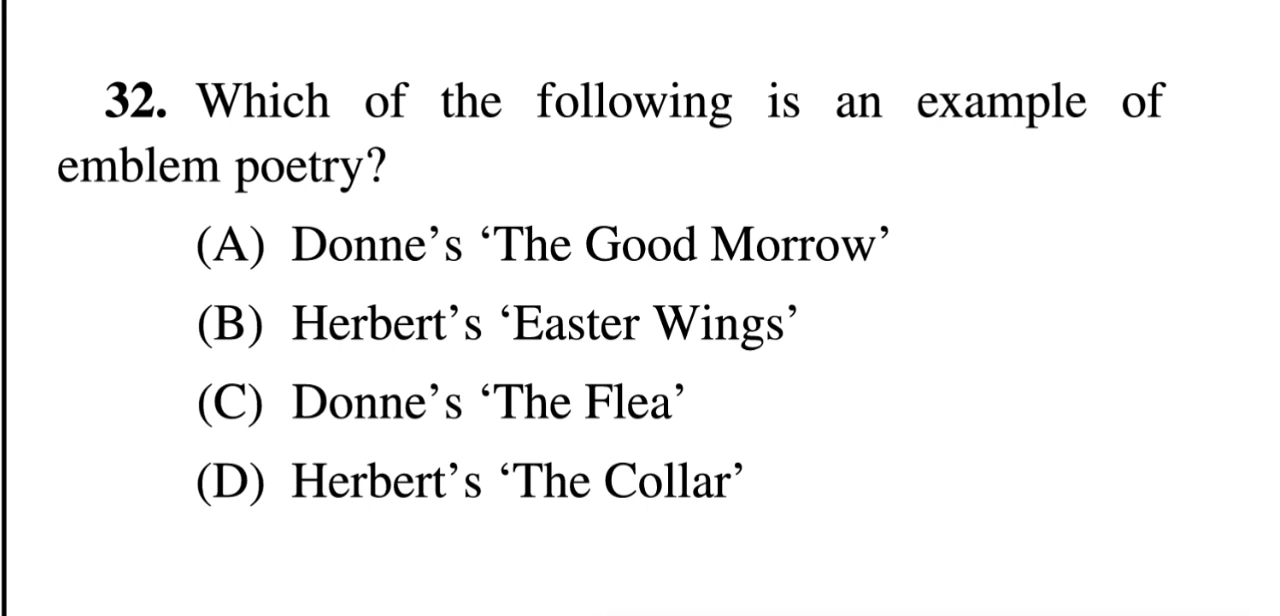 32. Which of the following is an example of
emblem poetry?
(A) Donne’s ‘The Good Morrow’
(B) Herbert’s ‘Easter Wings’
(C) Donne’s ‘The Flea’
(D) Herbert’s ‘The Collar’